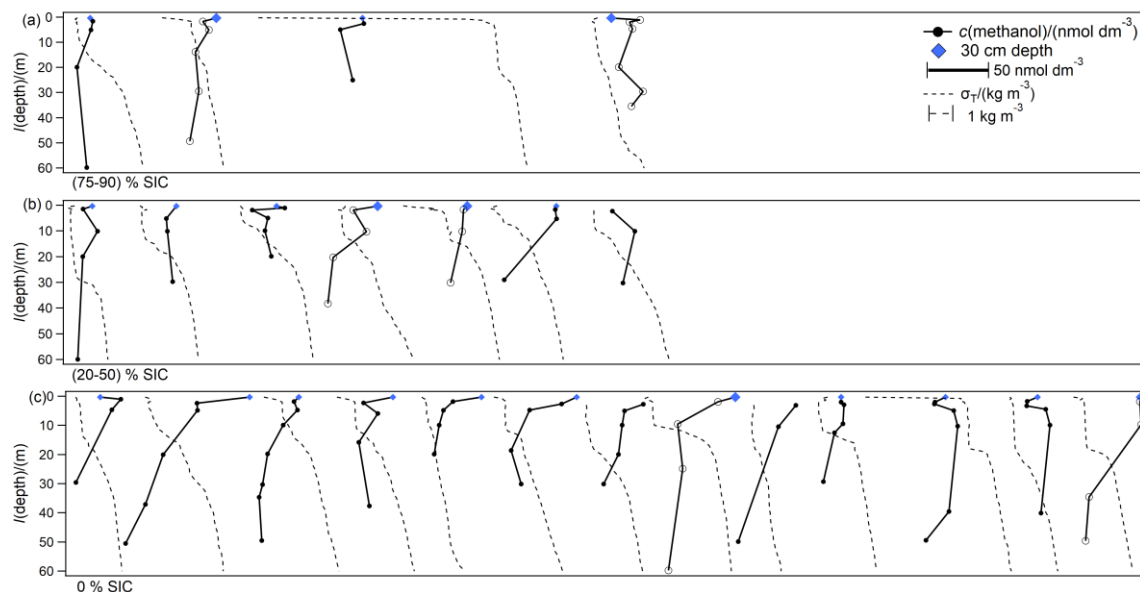 (a)
0
10
20
30
40
50
60
l(depth)/(m)
(75-90) % SIC
c(methanol)/(nmol dm⁻³)
30 cm depth
50 nmol dm⁻³
σT/(kg m⁻³)
1 kg m⁻³
(b)
0
10
20
30
40
50
60
l(depth)/(m)
(20-50) % SIC
(c)
0
10
20
30
40
50
60
l(depth)/(m)
0 % SIC